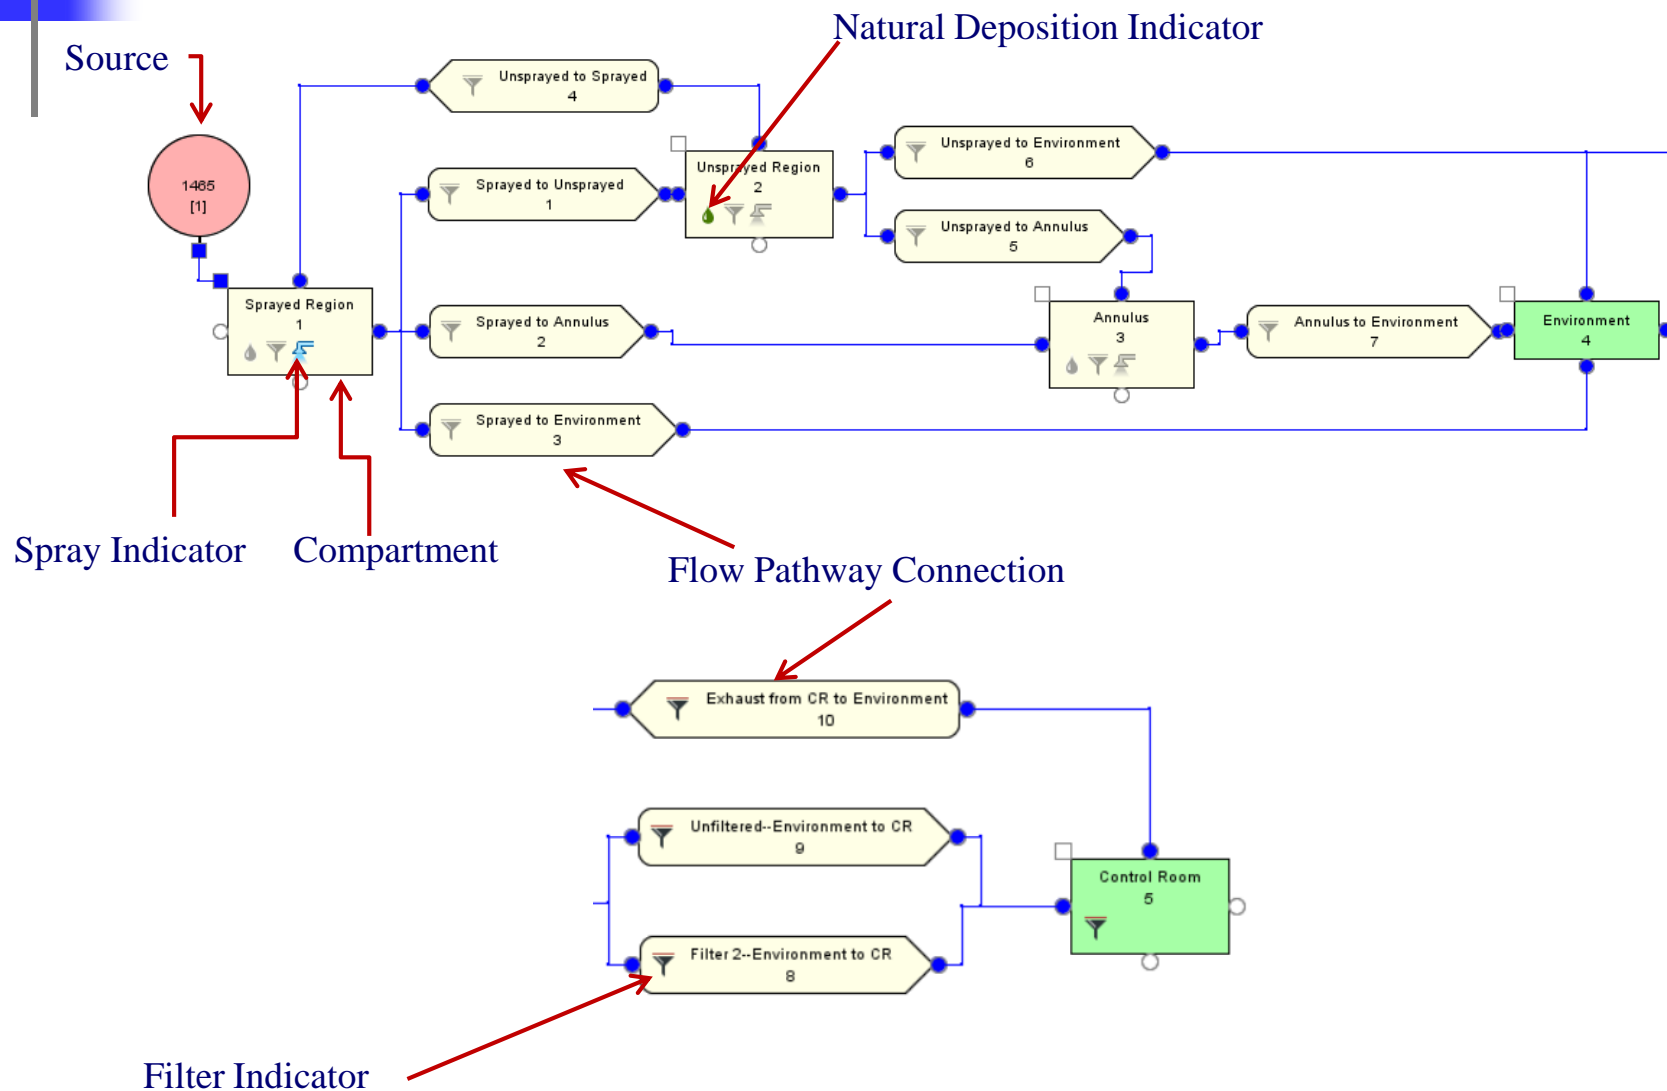 Natural Deposition Indicator
Source
Unsprayed to Sprayed
4
1465
[1]
Sprayed to Unsprayed
1
Unsprayed Region
2
Unsprayed to Environment
6
Unsprayed to Annulus
5
Sprayed Region
1
Sprayed to Annulus
2
Annulus
3
Annulus to Environment
7
Environment
4
Sprayed to Environment
3
Spray Indicator
Compartment
Flow Pathway Connection
Exhaust from CR to Environment
10
Unfiltered--Environment to CR
9
Control Room
5
Filter 2--Environment to CR
8
Filter Indicator